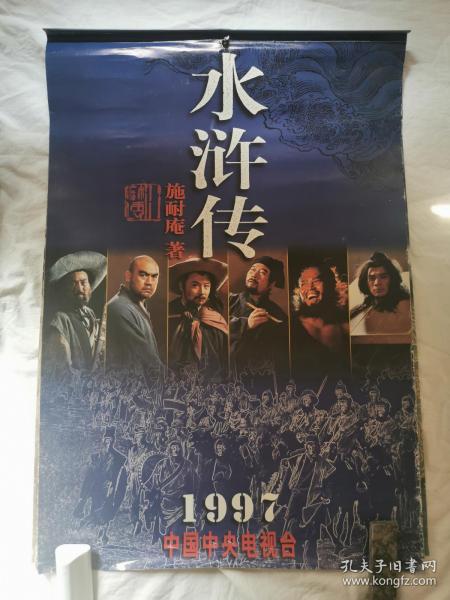 水浒传
施耐庵 著
1997
中国中央电视台
孔夫子旧书网
www.kongfz.com